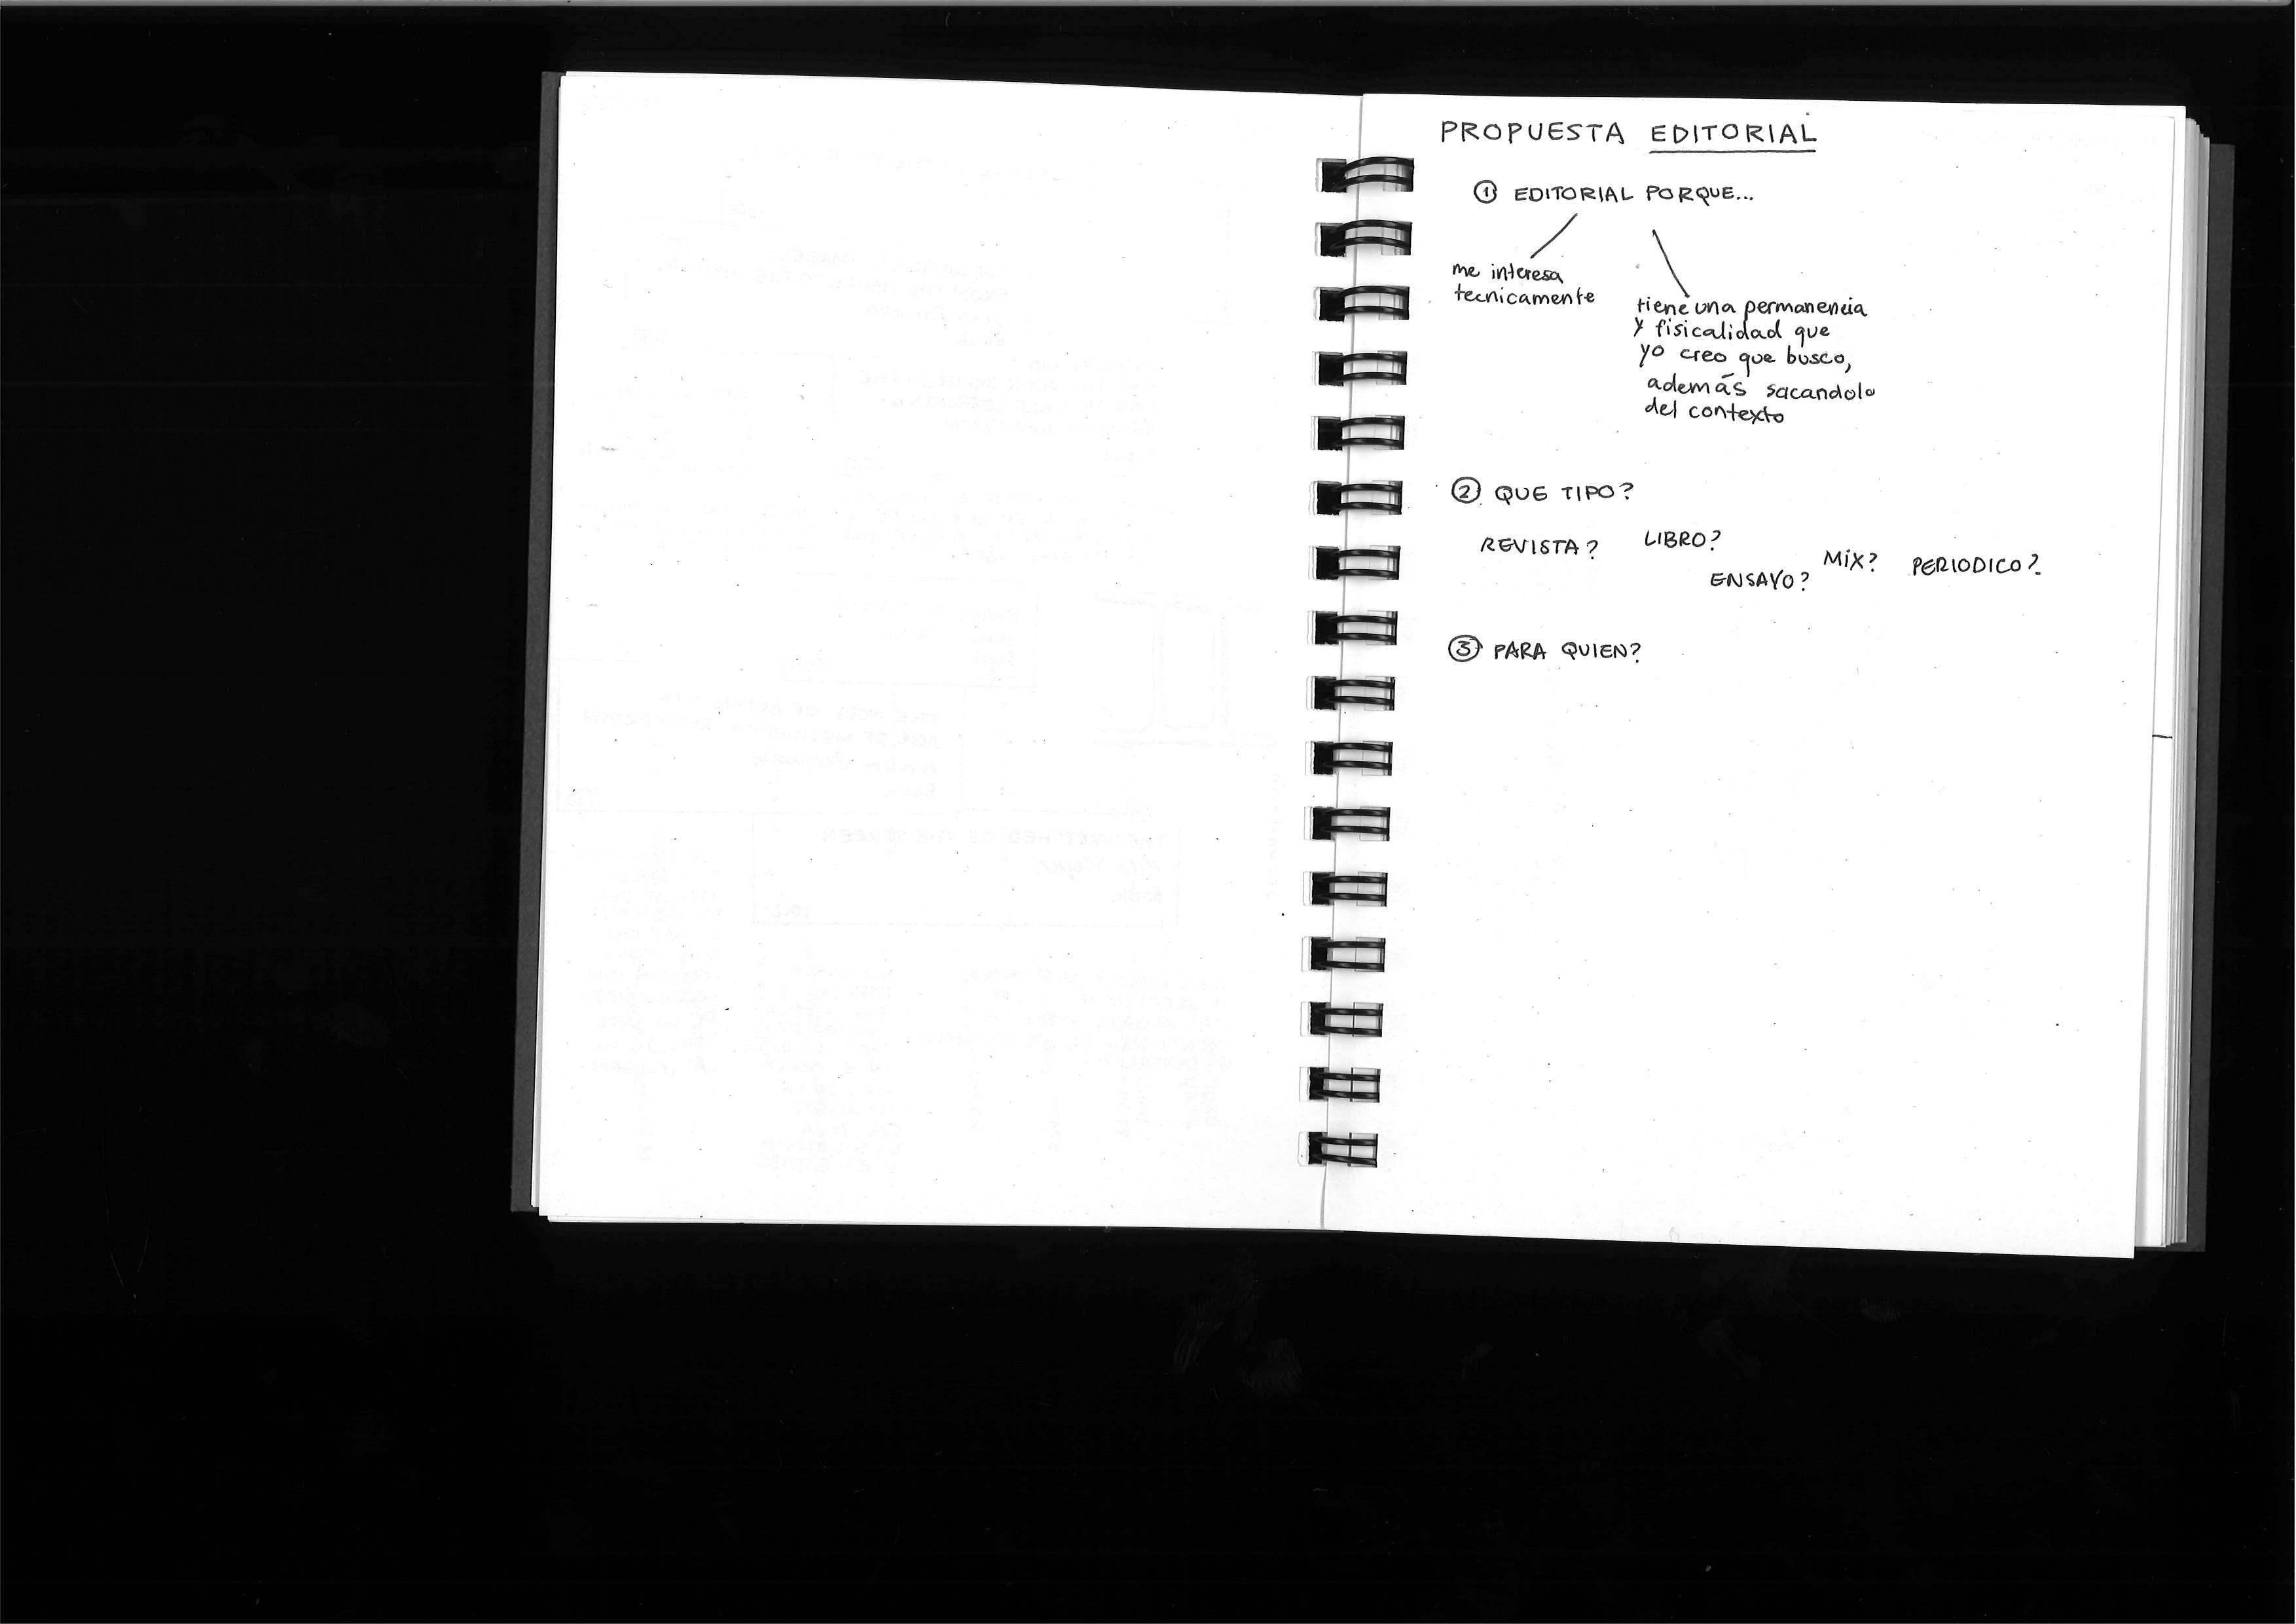 PROPUESTA EDITORIAL
① EDITORIAL PORQUE...
me interesa
tecnicamente
tiene una permanencia
y fisicalidad que
yo creo que busco,
además sacandolo
del contexto
② QUE TIPO?
REVISTA? LIBRO?
ENSAYO? MIX? PERIODICO?
③ PARA QUIEN?